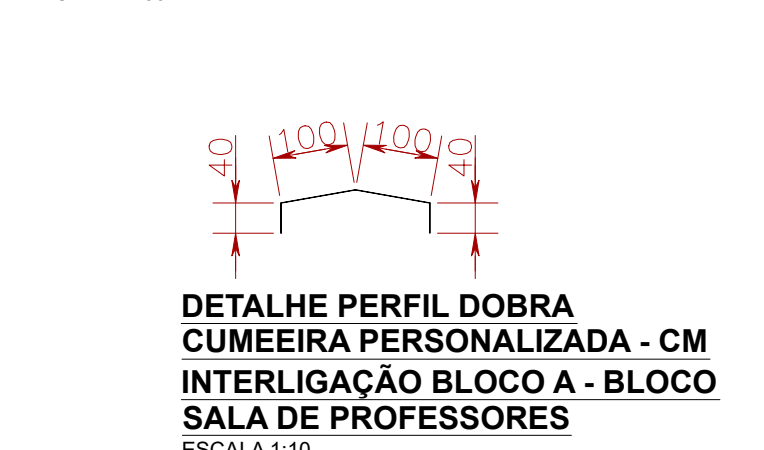 40 100 100 40
DETALHE PERFIL DOBRA
CUMEEIRA PERSONALIZADA - CM
INTERLIGAÇÃO BLOCO A - BLOCO
SALA DE PROFESSORES
ESCALA 1:10